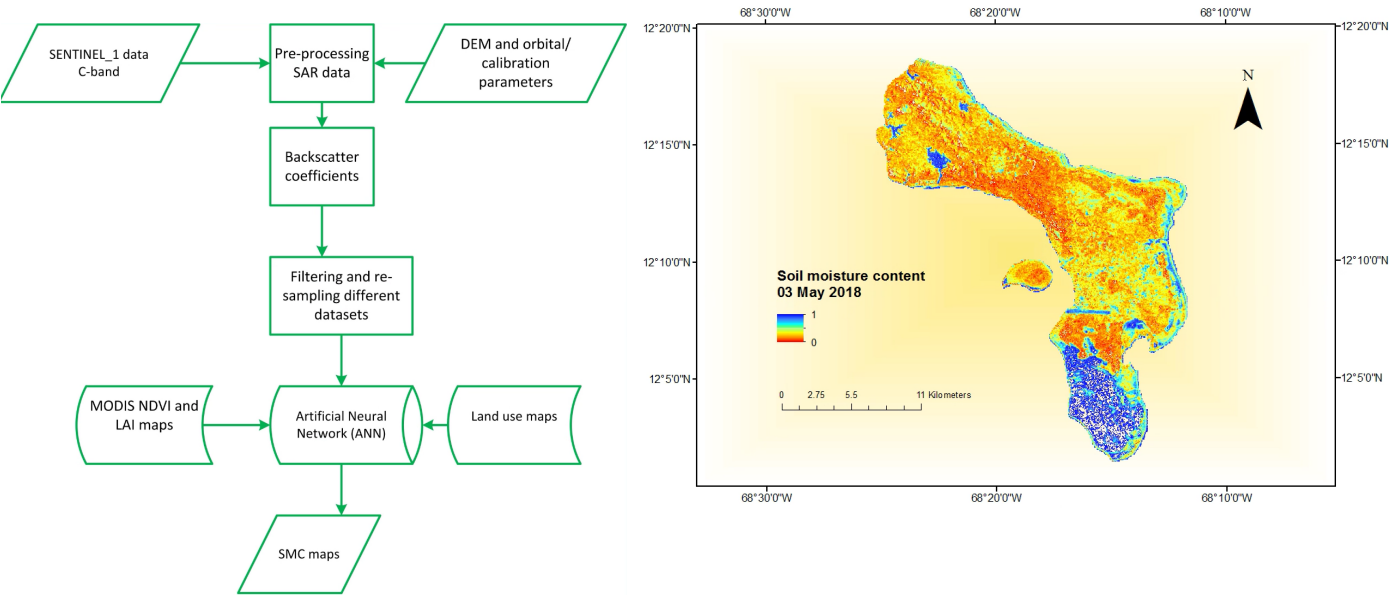 SENTINEL_1 data
C-band
Pre-processing
SAR data
DEM and orbital/
calibration
parameters
Backscatter
coefficients
Filtering and re-
sampling different
datasets
MODIS NDVI and
LAI maps
Artificial Neural
Network (ANN)
Land use maps
SMC maps
68°30'0"W
68°20'0"W
68°10'0"W
12°20'0"N
12°20'0"N
N
12°15'0"N
12°15'0"N
12°10'0"N
12°10'0"N
Soil moisture content
03 May 2018
1
0
12°5'0"N
12°5'0"N
0 2.75 5.5 11 Kilometers
68°30'0"W
68°20'0"W
68°10'0"W